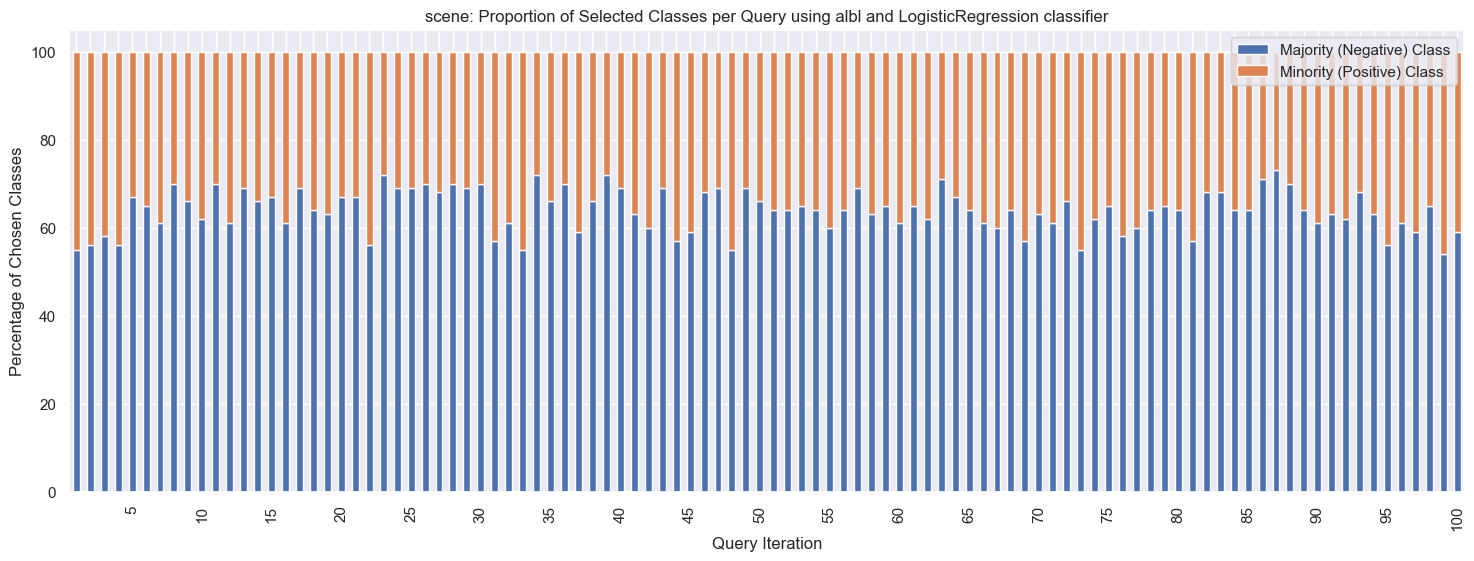 scene: Proportion of Selected Classes per Query using albl and LogisticRegression classifier
Majority (Negative) Class
Minority (Positive) Class
Percentage of Chosen Classes
100
80
60
40
20
0
5 10 15 20 25 30 35 40 45 50 55 60 65 70 75 80 85 90 95 100
Query Iteration